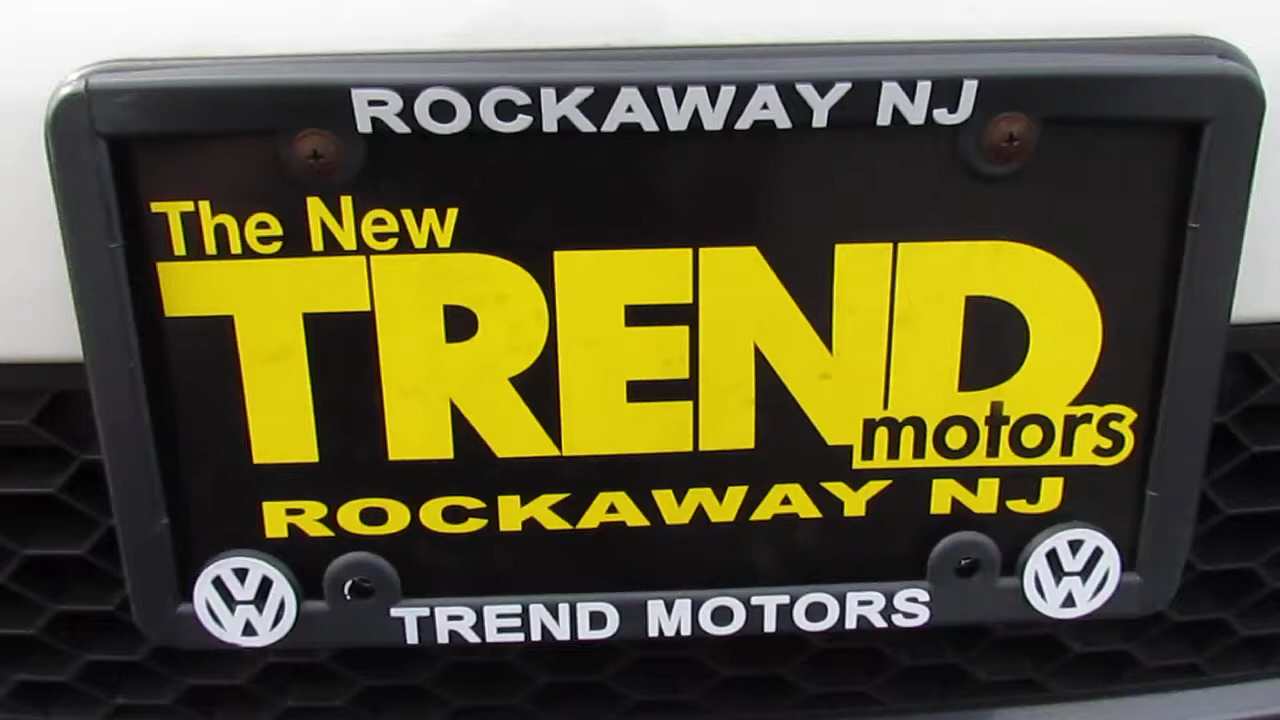 ROCKAWAY NJ
The New
TREND
motors
ROCKAWAY NJ
TREND MOTORS